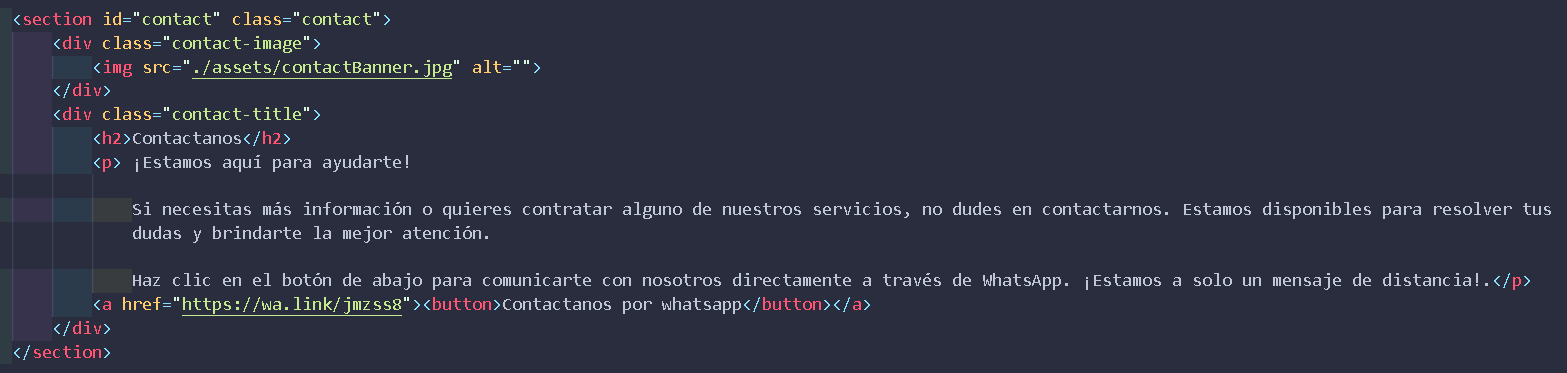 <section id="contact" class="contact">
<div class="contact-image">
<img src="./assets/contactBanner.jpg" alt="">
</div>
<div class="contact-title">
<h2>Contactanos</h2>
<p> ¡Estamos aquí para ayudarte!
Si necesitas más información o quieres contratar alguno de nuestros servicios, no dudes en contactarnos. Estamos disponibles para resolver tus
dudas y brindarte la mejor atención.
Haz clic en el botón de abajo para comunicarte con nosotros directamente a través de WhatsApp. ¡Estamos a solo un mensaje de distancia!.</p>
<a href="https://wa.link/jmzss8"><button>Contactanos por whatsapp</button></a>
</div>
</section>